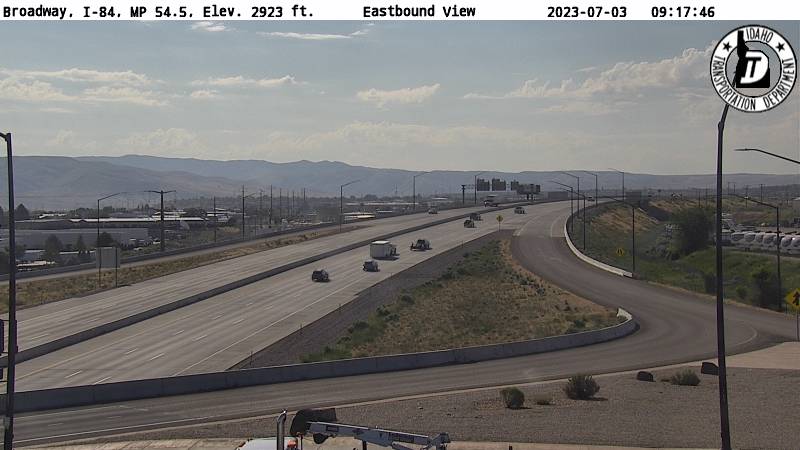 Broadway, I-84, MP 54.5, Elev. 2923 ft. Eastbound View 2023-07-03 09:17:46
IDAHO
TRANSPORTATION DEPARTMENT